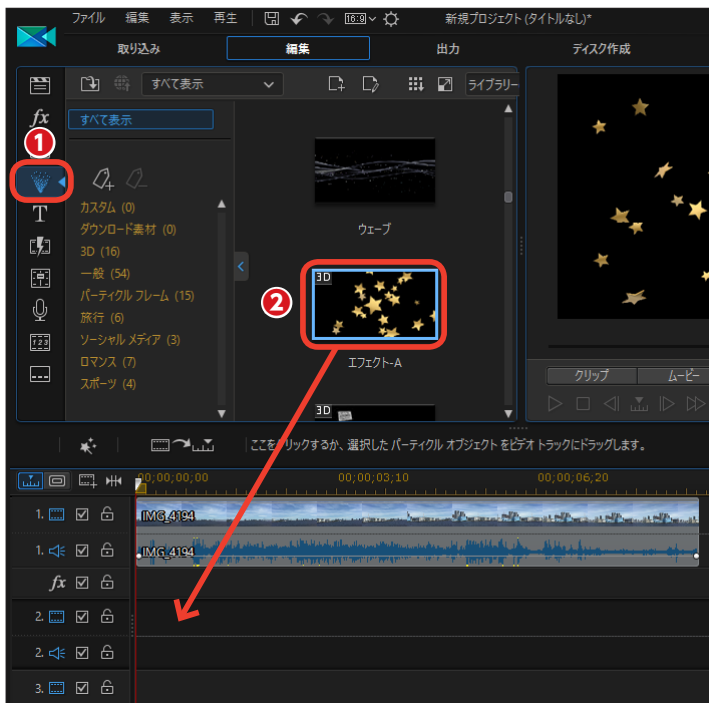 ファイル 編集 表示 再生 16:9 新規プロジェクト (タイトルなし)*
取り込み 編集 出力 ディスク作成
すべて表示 ライブラリー
fx すべて表示
1
T
カスタム (0)
ダウンロード素材 (0)
3D (16)
一般 (54)
パーティクル フレーム (15)
旅行 (6)
ソーシャル メディア (3)
ロマンス (7)
スポーツ (4)
123
ウェーブ
2
3D
エフェクト-A
3D
クリップ ムービー
ここをクリックするか、選択した パーティクル オブジェクト をビデオ トラックにドラッグします。
00;00;00;00 00;00;03;10 00;00;06;20
1. IMG_4194
1. IMG_4194
fx
2.
2.
3.